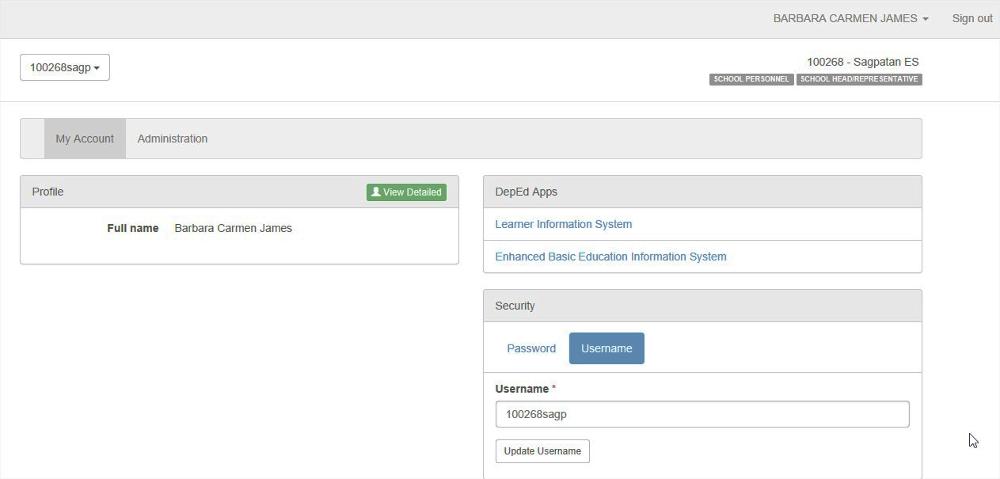 BARBARA CARMEN JAMES Sign out
100268sagp
100268 - Sagpatan ES
SCHOOL PERSONNEL SCHOOL HEAD/REPRESENTATIVE
My Account Administration
Profile View Detailed
Full name Barbara Carmen James
DepEd Apps
Learner Information System
Enhanced Basic Education Information System
Security
Password Username
Username *
100268sagp
Update Username